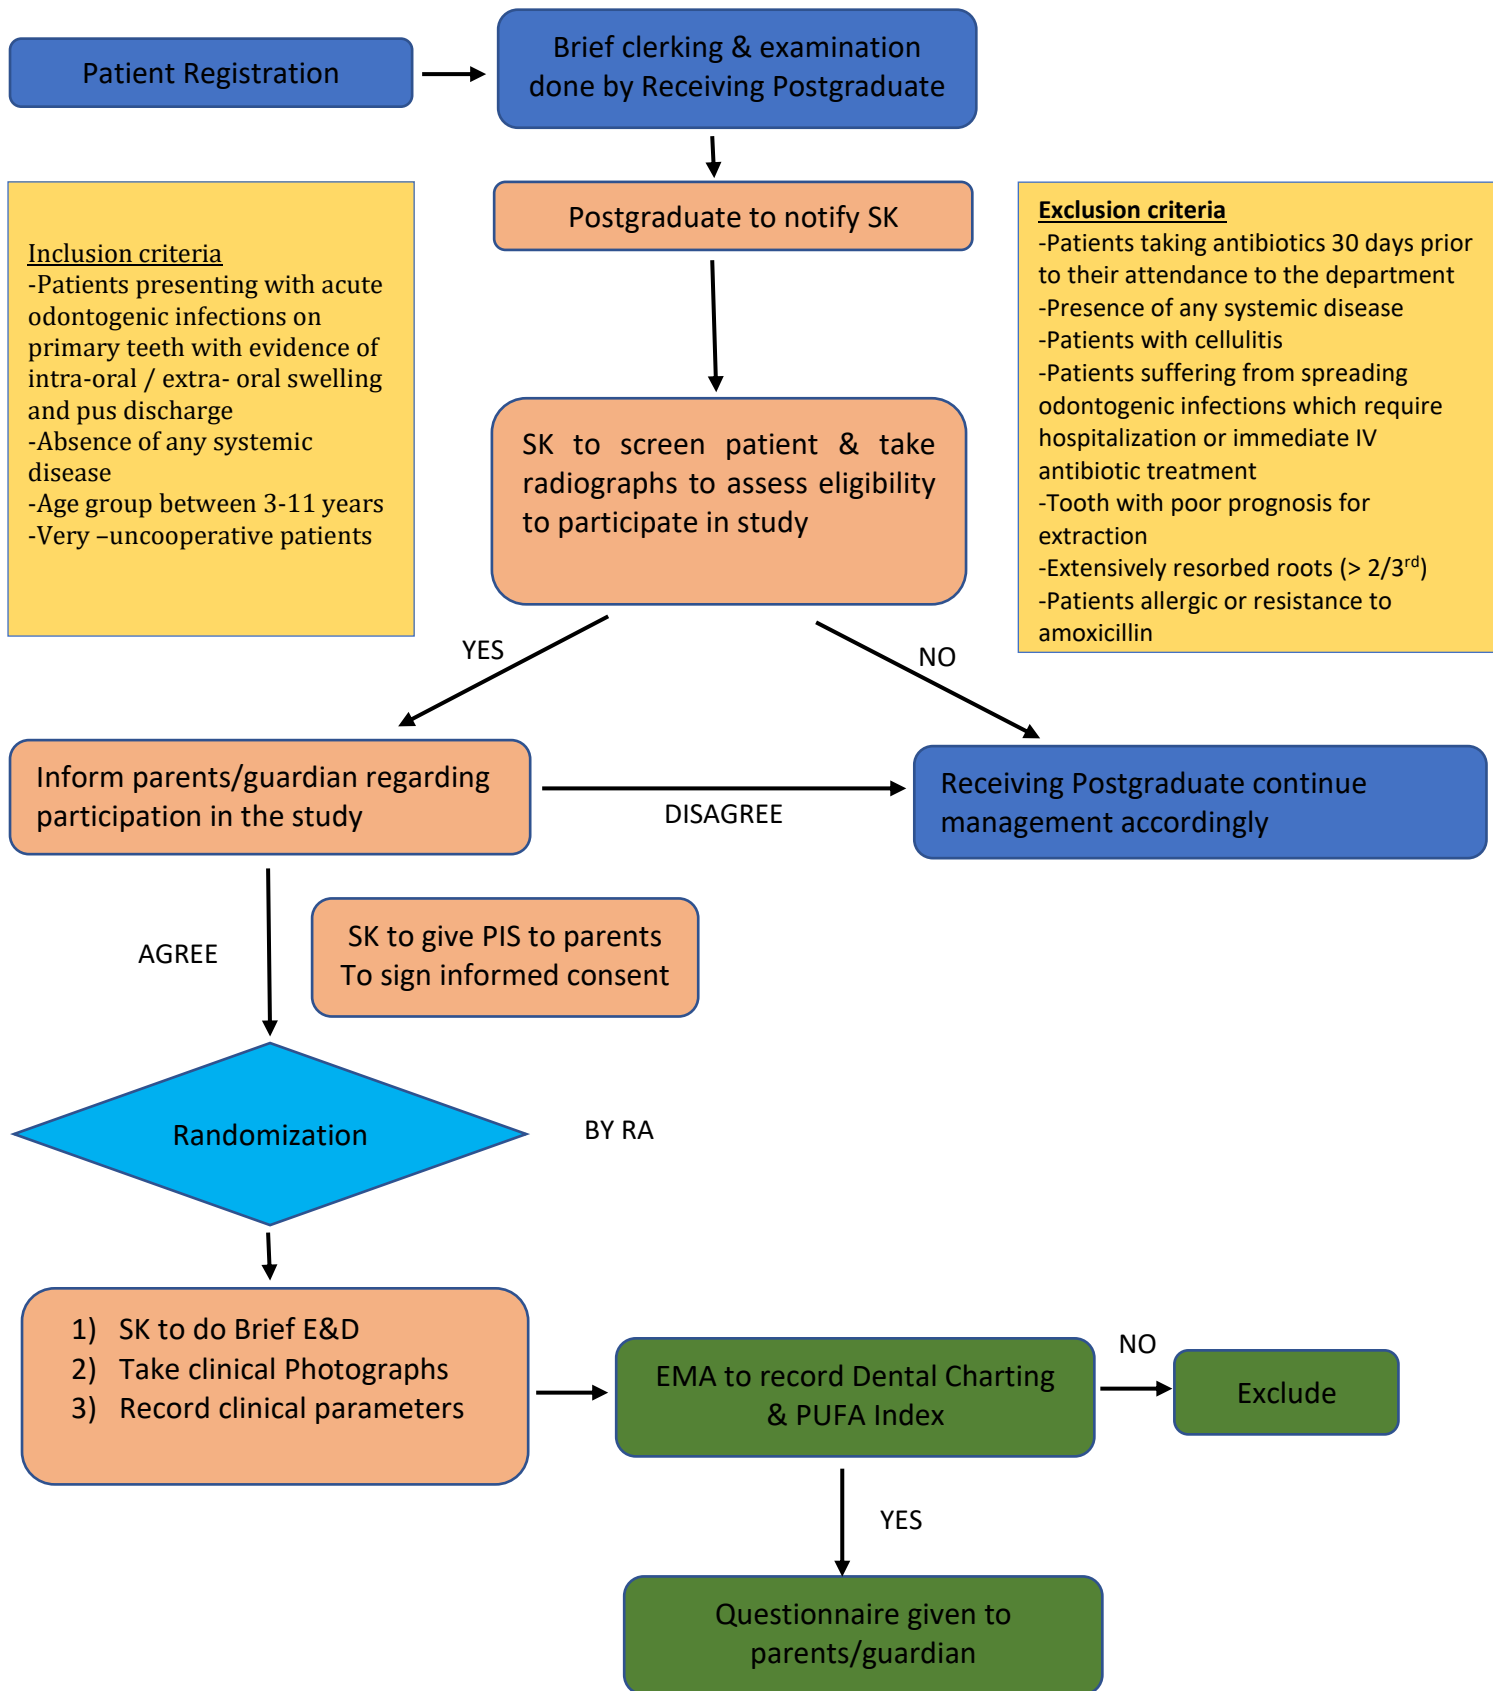 Patient Registration
Brief clerking & examination
done by Receiving Postgraduate
Postgraduate to notify SK
Inclusion criteria
-Patients presenting with acute
odontogenic infections on
primary teeth with evidence of
intra-oral / extra- oral swelling
and pus discharge
-Absence of any systemic
disease
-Age group between 3-11 years
-Very –uncooperative patients
Exclusion criteria
-Patients taking antibiotics 30 days prior
to their attendance to the department
-Presence of any systemic disease
-Patients with cellulitis
-Patients suffering from spreading
odontogenic infections which require
hospitalization or immediate IV
antibiotic treatment
-Tooth with poor prognosis for
extraction
-Extensively resorbed roots (> 2/3rd)
-Patients allergic or resistance to
amoxicillin
SK to screen patient & take
radiographs to assess eligibility
to participate in study
YES
NO
Inform parents/guardian regarding
participation in the study
DISAGREE
Receiving Postgraduate continue
management accordingly
AGREE
SK to give PIS to parents
To sign informed consent
Randomization
BY RA
1) SK to do Brief E&D
2) Take clinical Photographs
3) Record clinical parameters
EMA to record Dental Charting
& PUFA Index
NO
Exclude
YES
Questionnaire given to
parents/guardian